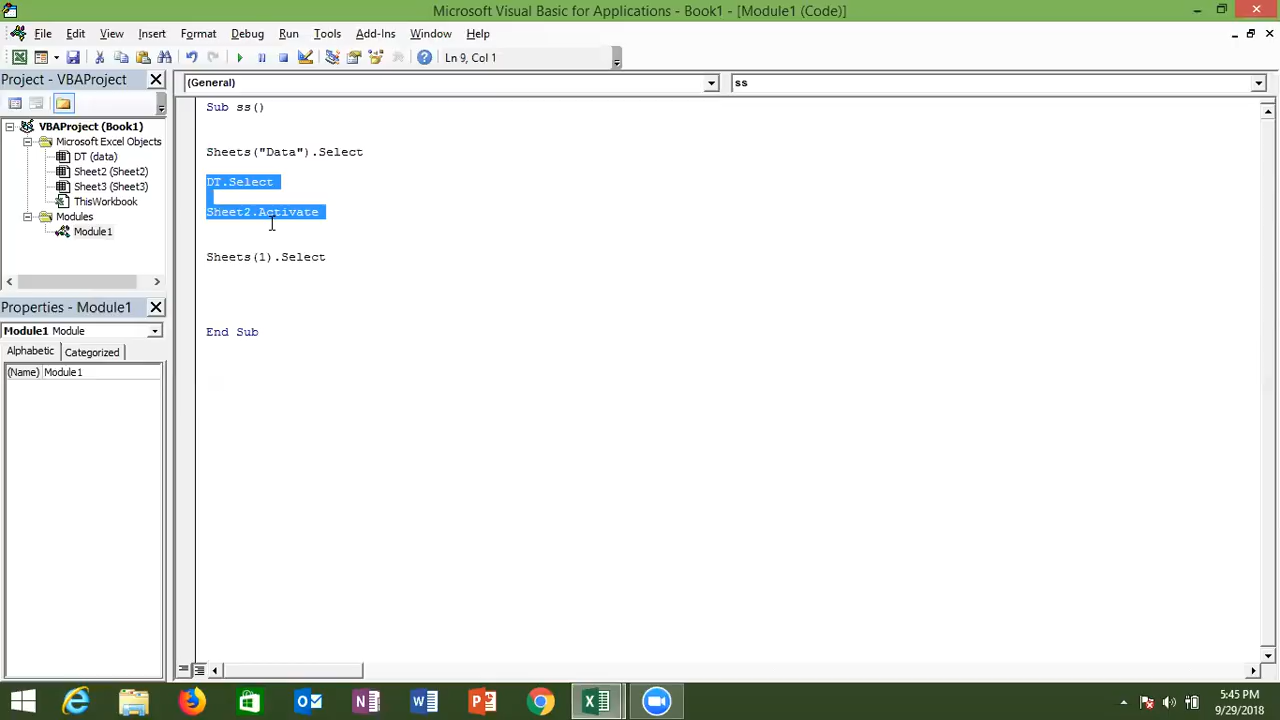 Microsoft Visual Basic for Applications - Book1 - [Module1 (Code)]
File Edit View Insert Format Debug Run Tools Add-Ins Window Help
Ln 9, Col 1
Project - VBAProject
(General)
ss
VBAProject (Book1)
Microsoft Excel Objects
DT (data)
Sheet2 (Sheet2)
Sheet3 (Sheet3)
ThisWorkbook
Modules
Module1
Properties - Module1
Module1 Module
Alphabetic Categorized
(Name) Module1
Sub ss()
Sheets("Data").Select
DT.Select
Sheet2.Activate
Sheets(1).Select
End Sub
5:45 PM
9/29/2018